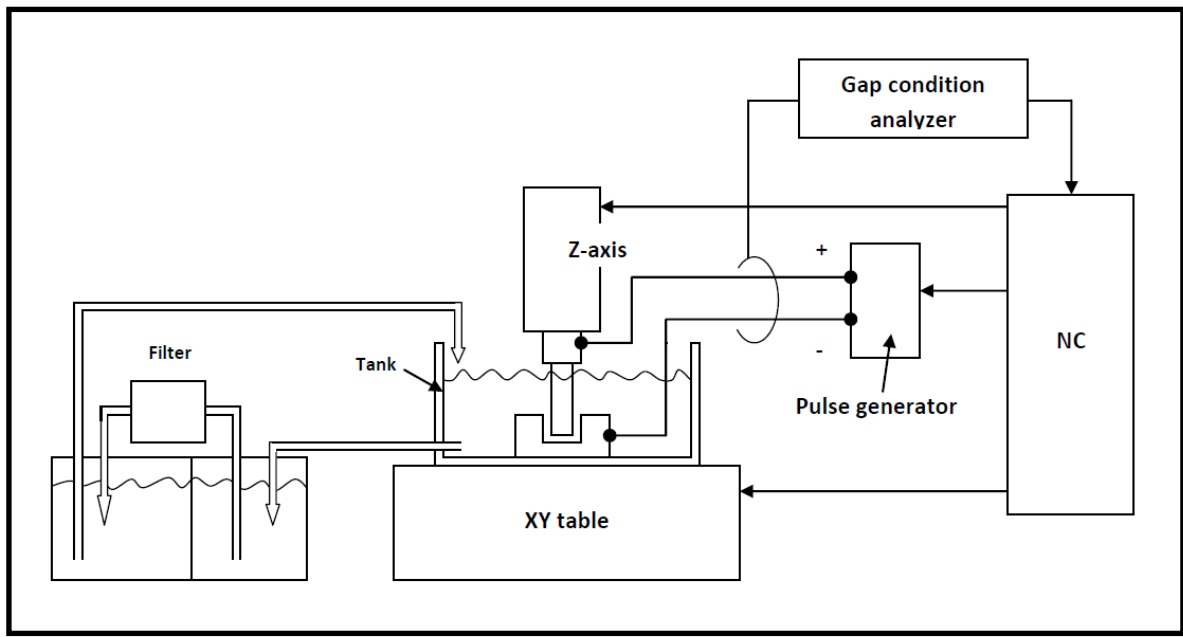 Gap condition
analyzer
Z-axis
+
Filter
Tank
NC
-
Pulse generator
XY table